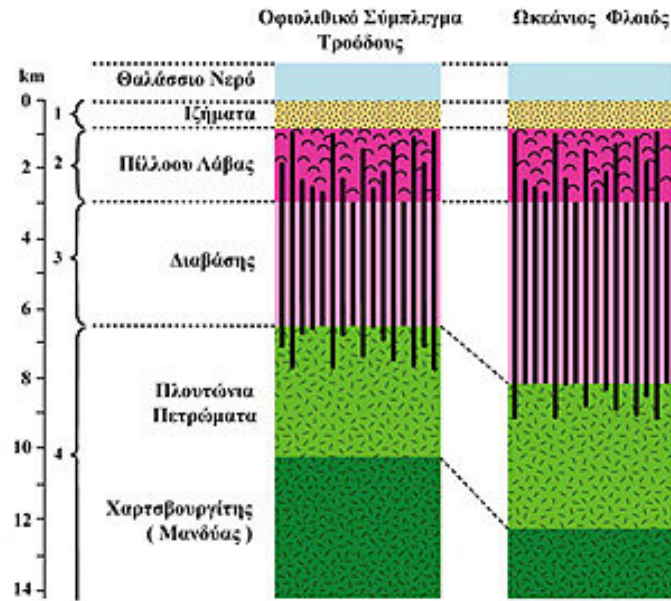 Οφιολιθικό Σύμπλεγμα
Τροόδους
Ωκεάνιος Φλοιός
km
Θαλάσσιο Νερό
0
1
Ιζήματα
2
2
Πίλλοου Λάβας
4
3
Διαβάσης
6
8
Πλουτώνια
Πετρώματα
10
4
Χαρτσβουργίτης
( Μανδύας )
12
14